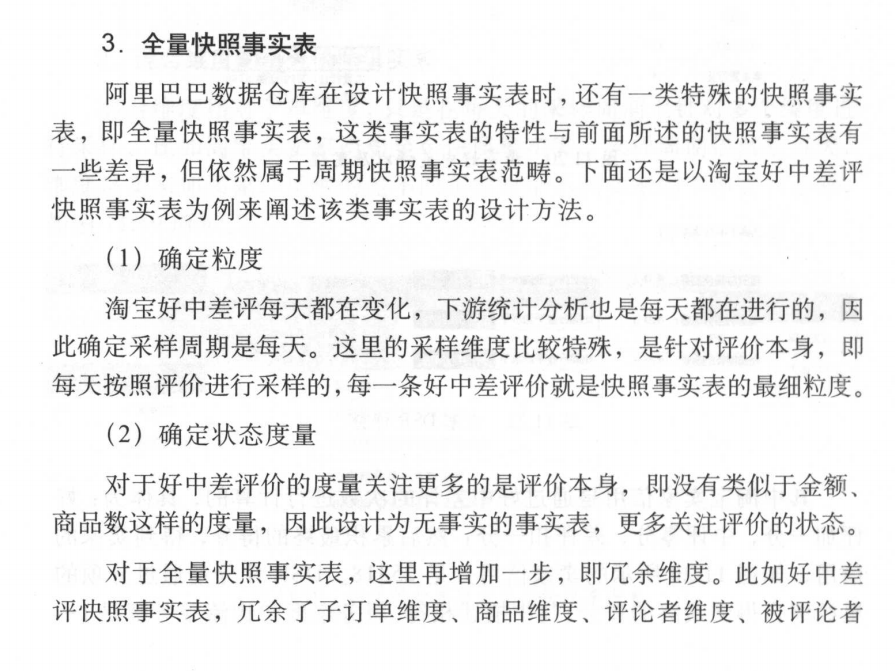 3．全量快照事实表
阿里巴巴数据仓库在设计快照事实表时，还有一类特殊的快照事实
表，即全量快照事实表，这类事实表的特性与前面所述的快照事实表有
一些差异，但依然属于周期快照事实表范畴。下面还是以淘宝好中差评
快照事实表为例来阐述该类事实表的设计方法。
（1）确定粒度
淘宝好中差评每天都在变化，下游统计分析也是每天都在进行的，因
此确定采样周期是每天。这里的采样维度比较特殊，是针对评价本身，即
每天按照评价进行采样的，每一条好中差评价就是快照事实表的最细粒度。
（2）确定状态度量
对于好中差评价的度量关注更多的是评价本身，即没有类似于金额、
商品数这样的度量，因此设计为无事实的事实表，更多关注评价的状态。
对于全量快照事实表，这里再增加一步，即冗余维度。此如好中差
评快照事实表，冗余了子订单维度、商品维度、评论者维度、被评论者